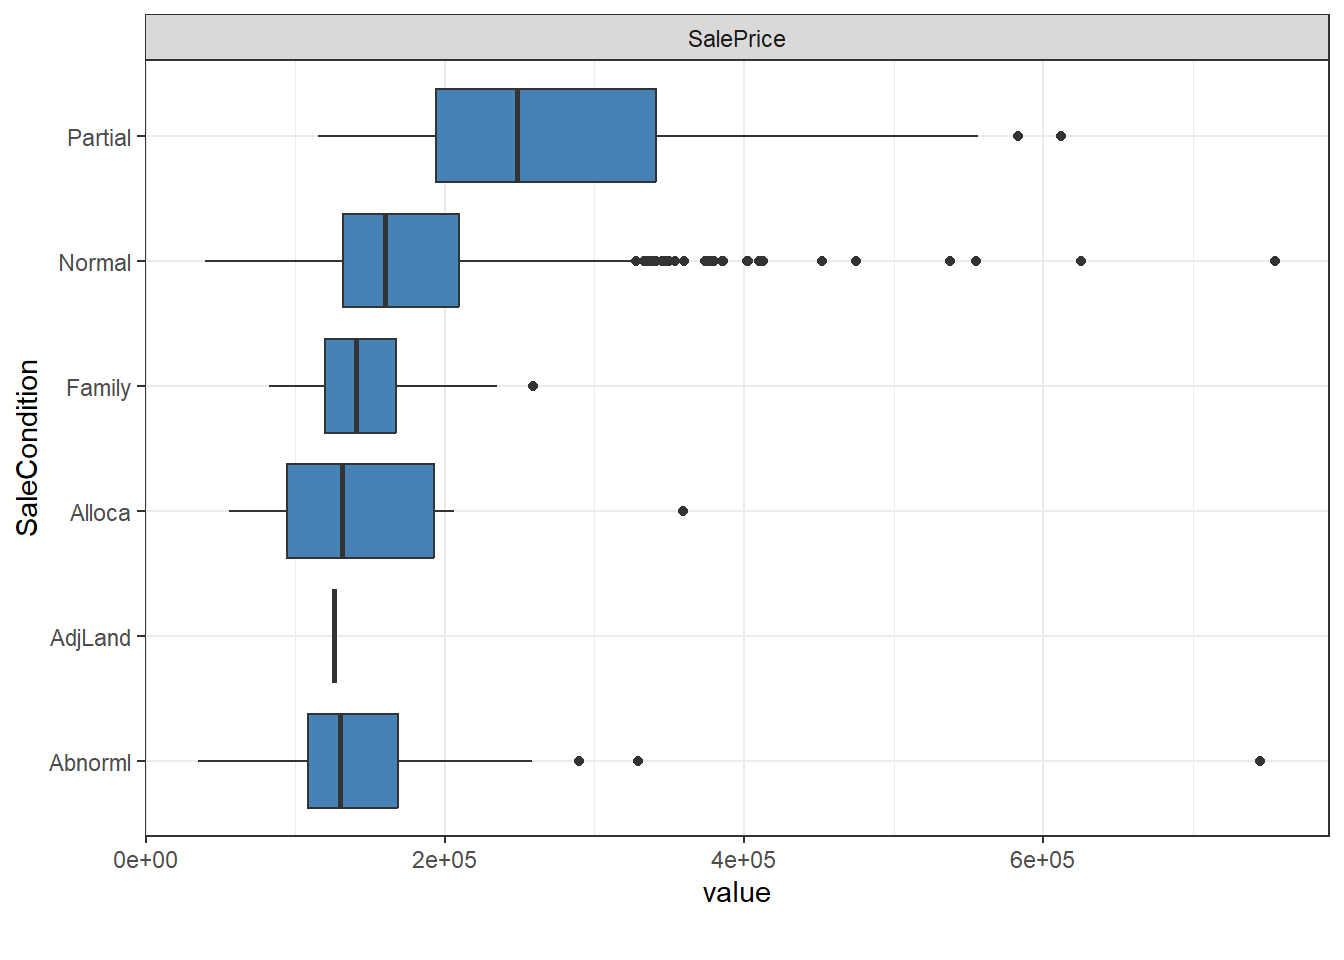 SalePrice
Partial
Normal
Family
Alloca
AdjLand
Abnorml
SaleCondition
0e+00 2e+05 4e+05 6e+05
value